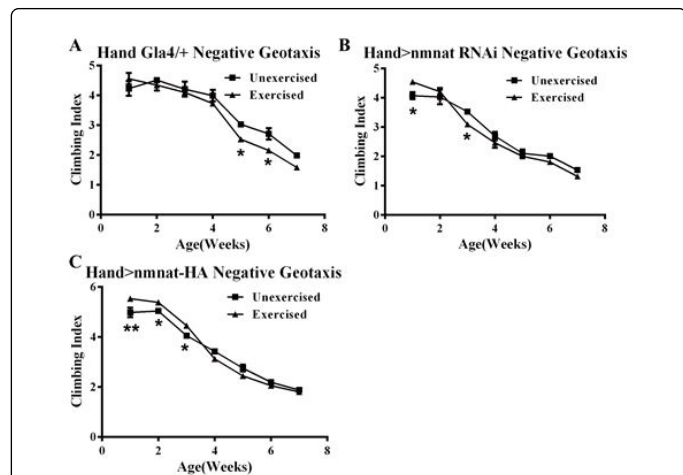 A
Hand Gla4/+ Negative Geotaxis
Climbing Index
5
4
3
2
1
0
Unexercised
Exercised
*
*
0 2 4 6 8
Age(Weeks)
B
Hand>nmnat RNAi Negative Geotaxis
Climbing Index
5
4
3
2
1
0
Unexercised
Exercised
*
*
0 2 4 6 8
Age(Weeks)
C
Hand>nmnat-HA Negative Geotaxis
Climbing Index
6
4
2
0
Unexercised
Exercised
**
*
*
0 2 4 6 8
Age(Weeks)